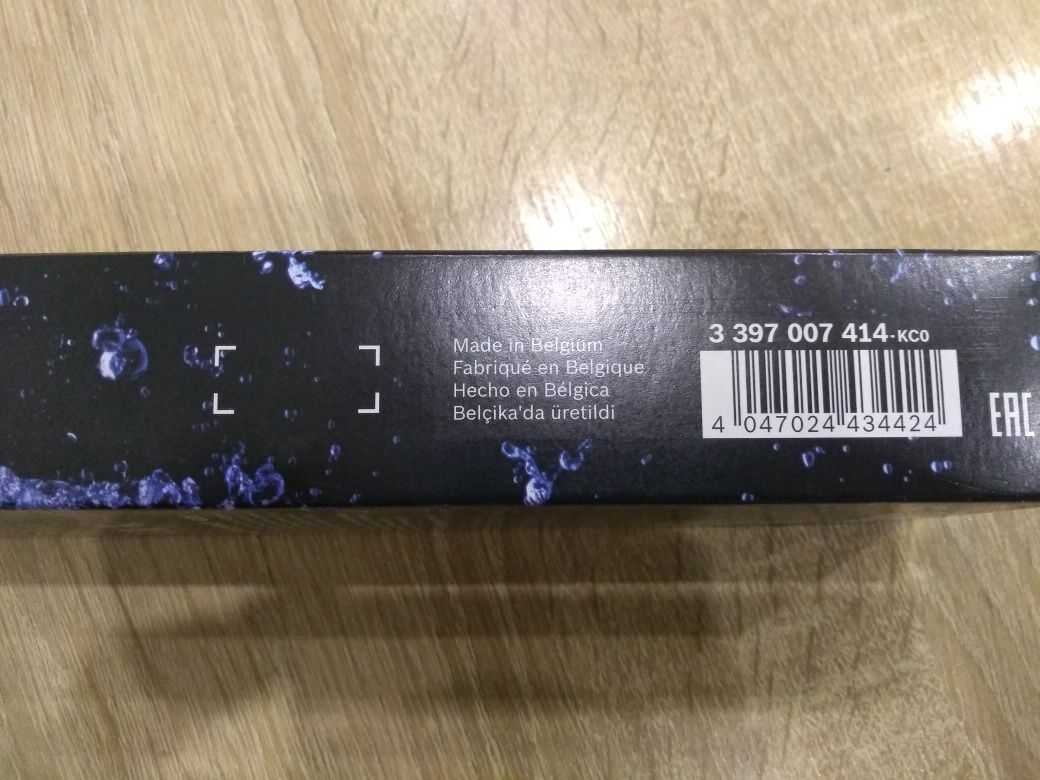 Made in Belgium
Fabriqué en Belgique
Hecho en Bélgica
Belçika'da üretildi
3 397 007 414-KC0
4 047024 434424
EAC